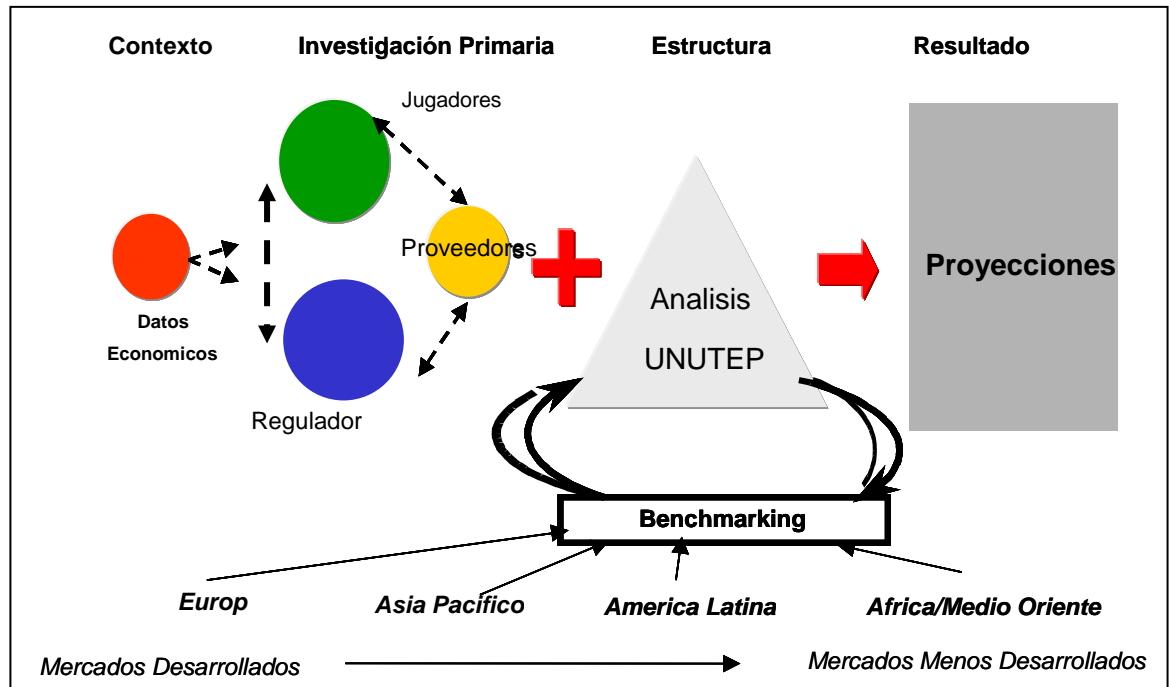 Contexto
Investigación Primaria
Estructura
Resultado
Jugadores
Proveedores
Datos
Economicos
Regulador
Analisis
UNUTEP
Proyecciones
Benchmarking
Europ
Asia Pacífico
America Latina
Africa/Medio Oriente
Mercados Desarrollados
Mercados Menos Desarrollados